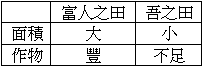 富人之田 吾之田
面積 大 小
作物 豐 不足